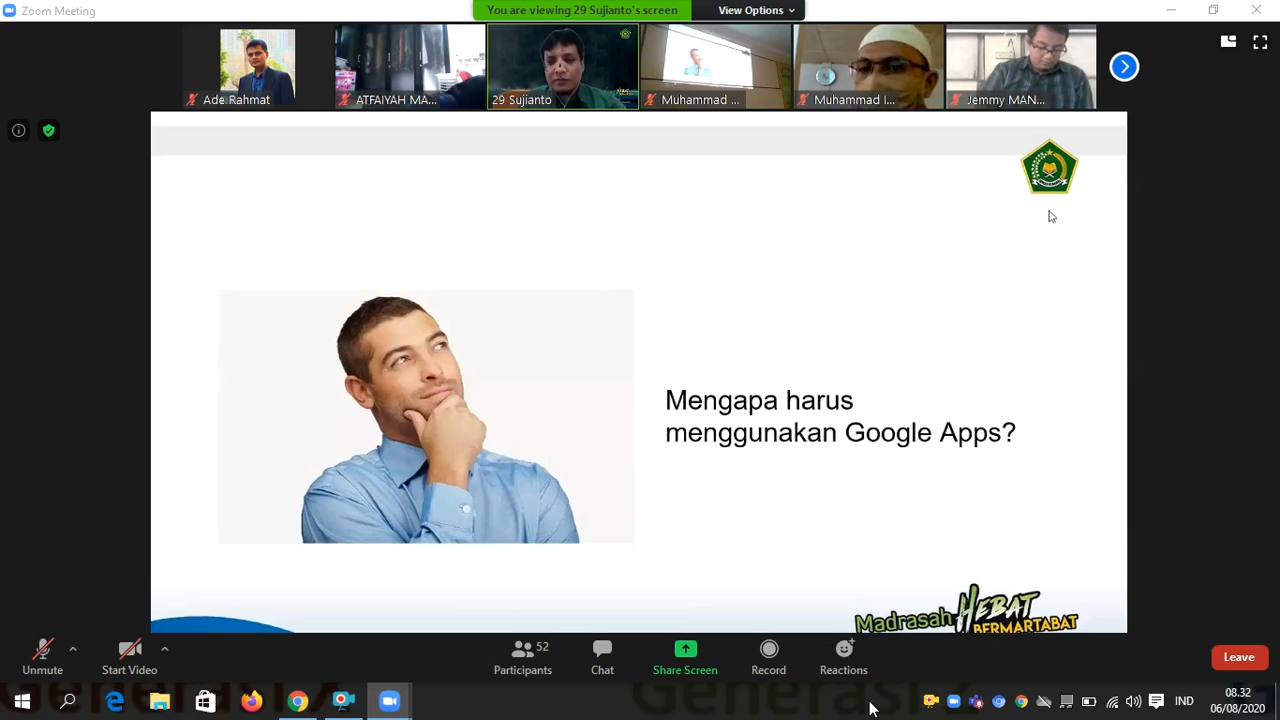 Zoom Meeting
You are viewing 29 Sujianto's screen
View Options
Ade Rahmat
ATFAIYAH MA...
29 Sujianto
Muhammad ...
Muhammad I...
Jemmy MAN...
Mengapa harus
menggunakan Google Apps?
Madrasah HEBAT
BERMARTABAT
Unmute
Start Video
Participants
52
Chat
Share Screen
Record
Reactions
Leave
IND
08.32
06/08/2020